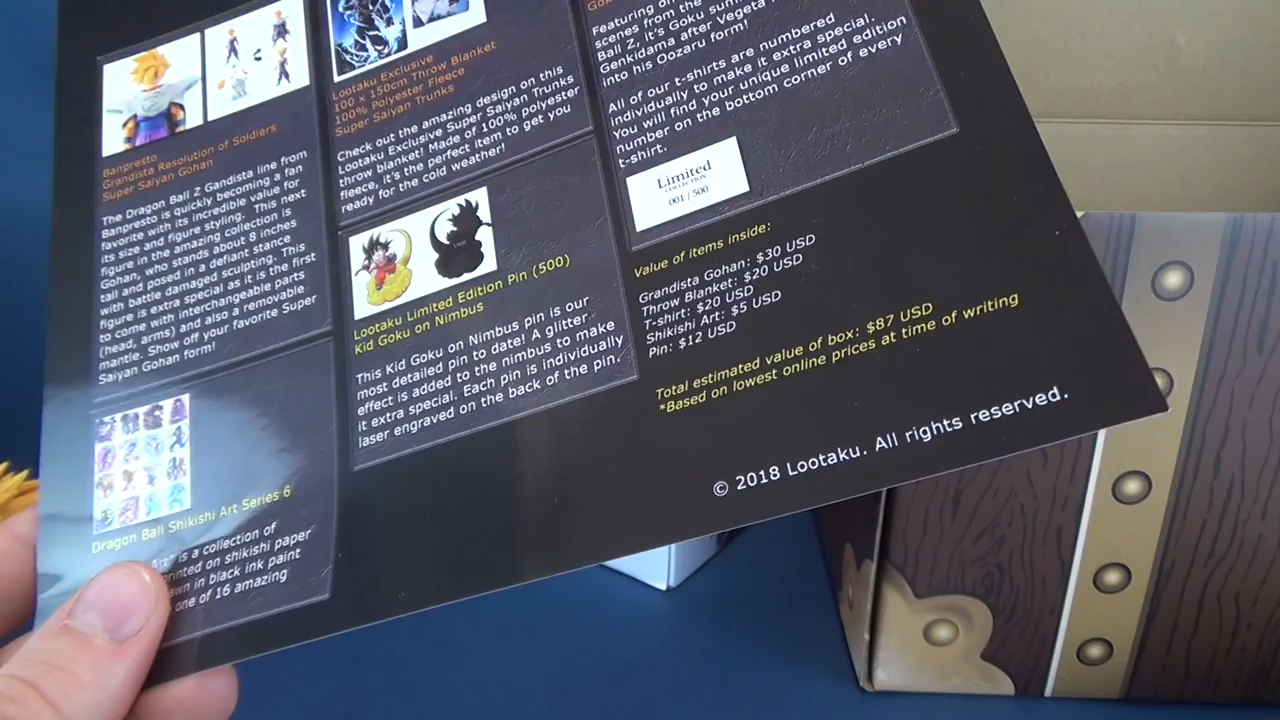 Banpresto
Grandista Resolution of Soldiers
Super Saiyan Gohan
The Dragon Ball Z Gandista line from
Banpresto is quickly becoming a fan
favorite with its incredible value for
its size and figure styling. This next
figure in the amazing collection is
Gohan, who stands about 8 inches
tall and posed in a defiant stance
with battle damaged sculpting. This
figure is extra special as it is the first
to come with interchangeable parts
(head, arms) and also a removable
mantle. Show off your favorite Super
Saiyan Gohan form!
Dragon Ball Shikishi Art Series 6
Art" is a collection of
printed on shikishi paper
in black ink paint
one of 16 amazing
Lootaku Exclusive
100 x 150cm Throw Blanket
100% Polyester Fleece
Super Saiyan Trunks
Check out the amazing design on this
Lootaku Exclusive Super Saiyan Trunks
throw blanket! Made of 100% polyester
fleece, it's the perfect item to get you
ready for the cold weather!
Lootaku Limited Edition Pin (500)
Kid Goku on Nimbus
This Kid Goku on Nimbus pin is our
most detailed pin to date! A glitter
effect is added to the nimbus to make
it extra special. Each pin is individually
laser engraved on the back of the pin.
Featuring on
scenes from the
Ball Z, it's Goku
Genkidama after Vegeta
into his Oozaru form!
All of our t-shirts are numbered
individually to make it extra special.
You will find your unique limited edition
number on the bottom corner of every
t-shirt.
Limited
COLLECTION
001 / 500
Value of items inside:
Grandista Gohan: $30 USD
Throw Blanket: $20 USD
T-shirt: $20 USD
Shikishi Art: $5 USD
Pin: $12 USD
Total estimated value of box: $87 USD
*Based on lowest online prices at time of writing
© 2018 Lootaku. All rights reserved.